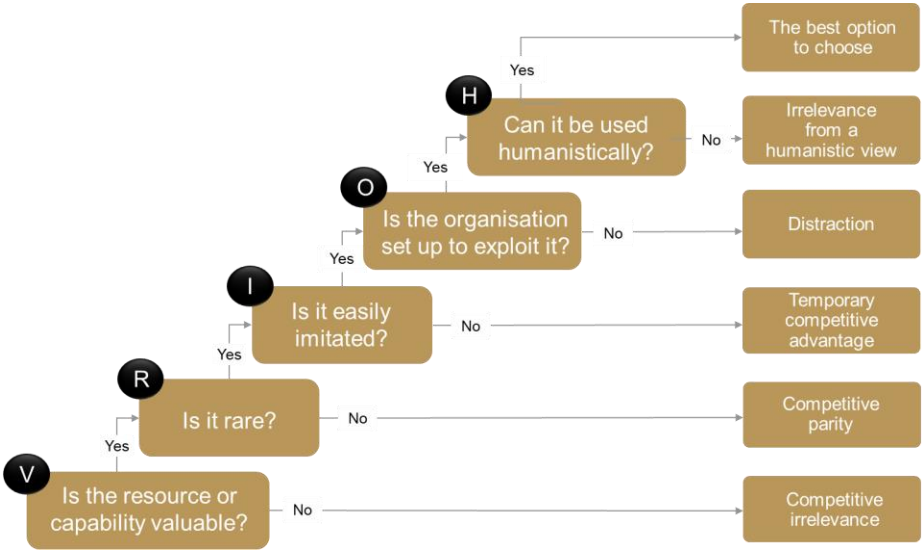 The best option
to choose
Yes
H
Can it be used
humanistically?
No
Irrelevance
from a
humanistic view
Yes
O
Is the organisation
set up to exploit it?
No
Distraction
Yes
I
Is it easily
imitated?
No
Temporary
competitive
advantage
Yes
R
Is it rare?
No
Competitive
parity
Yes
V
Is the resource or
capability valuable?
No
Competitive
irrelevance